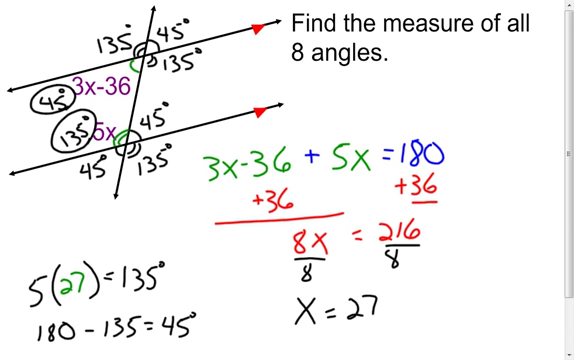 Find the measure of all
8 angles.
135° 45°
135°
3x-36
45°
135° 5x 45°
45° 135°
3x-36 + 5x =180
+36 +36
8x = 216
8 8
x = 27
5(27)=135°
180-135=45°